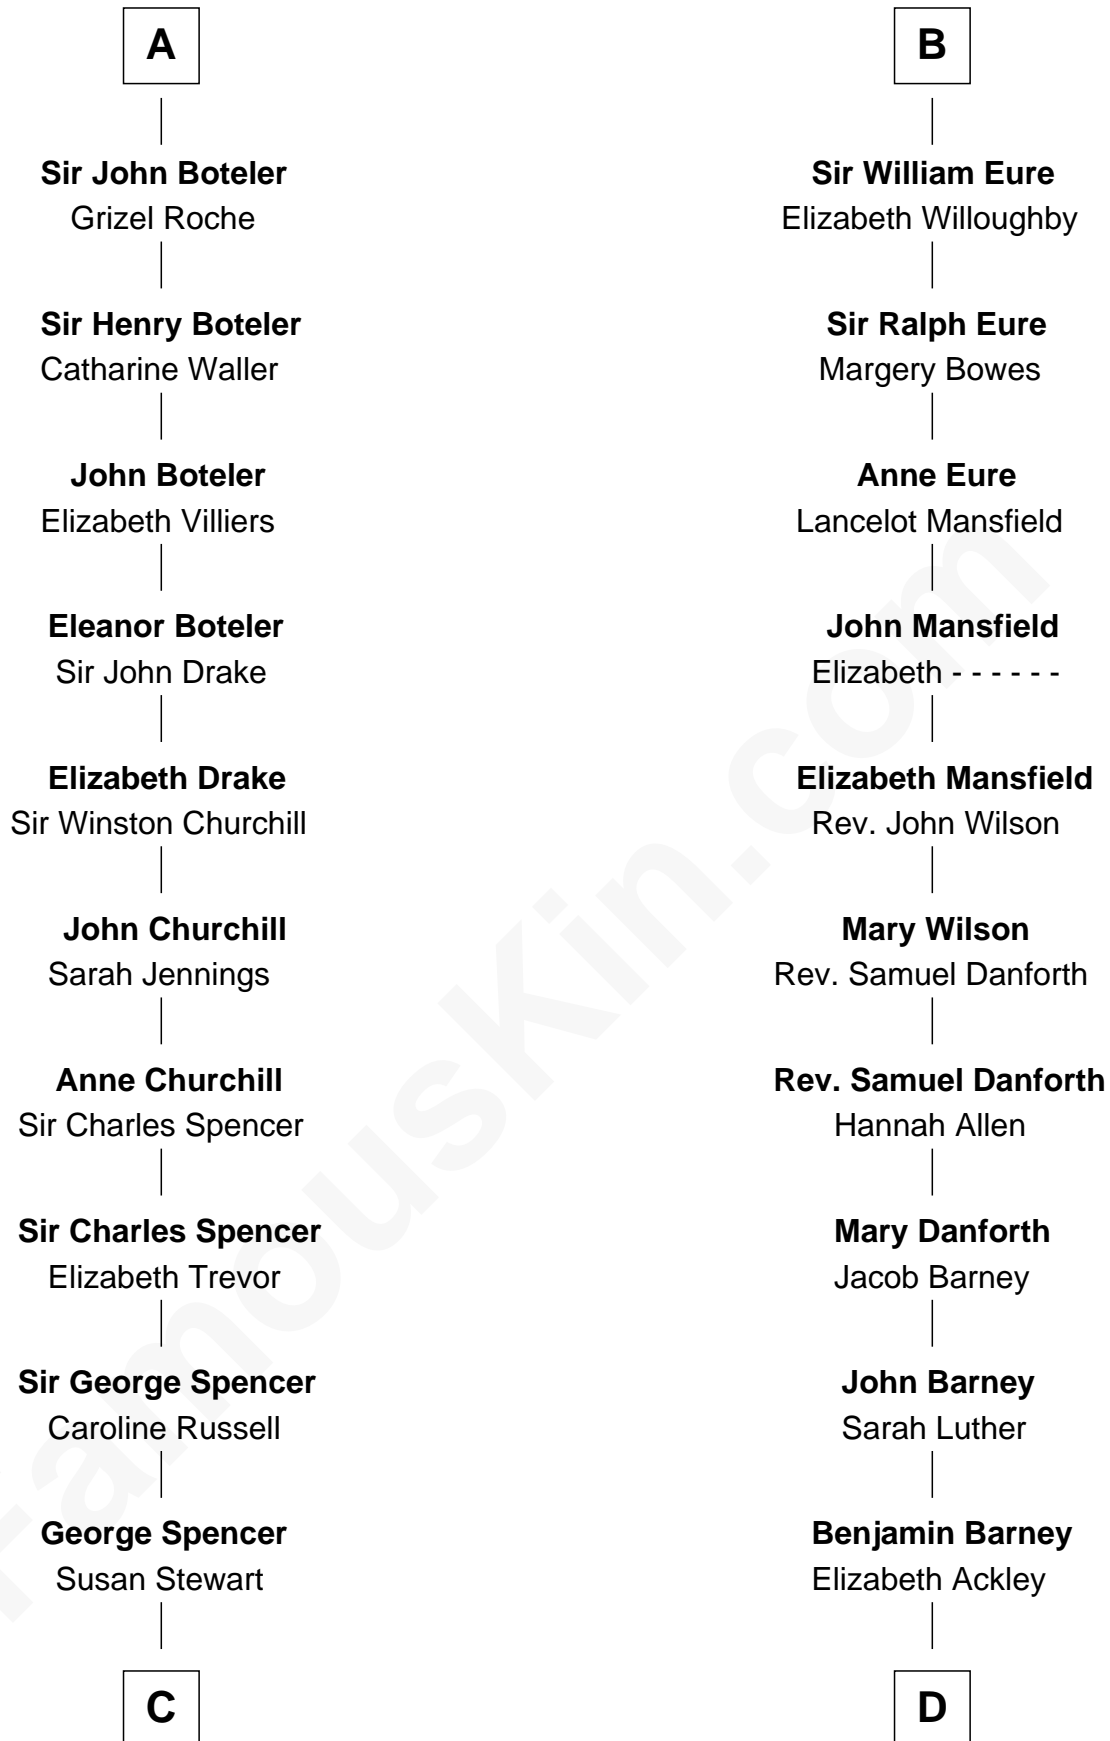 A
Sir John Boteler
Grizel Roche
Sir Henry Boteler
Catharine Waller
John Boteler
Elizabeth Villiers
Eleanor Boteler
Sir John Drake
Elizabeth Drake
Sir Winston Churchill
John Churchill
Sarah Jennings
Anne Churchill
Sir Charles Spencer
Sir Charles Spencer
Elizabeth Trevor
Sir George Spencer
Caroline Russell
George Spencer
Susan Stewart
C
B
Sir William Eure
Elizabeth Willoughby
Sir Ralph Eure
Margery Bowes
Anne Eure
Lancelot Mansfield
John Mansfield
Elizabeth - - - - - -
Elizabeth Mansfield
Rev. John Wilson
Mary Wilson
Rev. Samuel Danforth
Rev. Samuel Danforth
Hannah Allen
Mary Danforth
Jacob Barney
John Barney
Sarah Luther
Benjamin Barney
Elizabeth Ackley
D
FamousKin.com